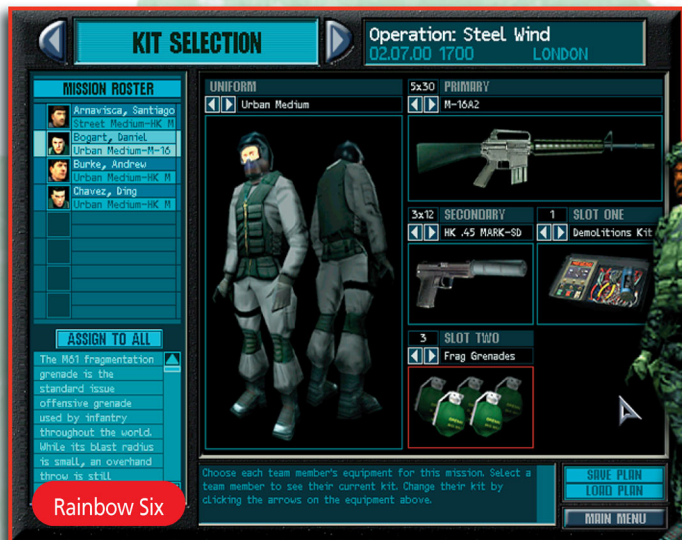 KIT SELECTION
Operation: Steel Wind
02.07.00 1700 LONDON
MISSION ROSTER
Arnavisca, Santiago
Street Medium-HK M
Bogart, Daniel
Urban Medium-M-16
Burke, Andrew
Urban Medium-HK M
Chavez, Ding
Urban Medium-HK M
ASSIGN TO ALL
The M61 fragmentation
grenade is the
standard issue
offensive grenade
used by infantry
throughout the world.
While its blast radius
is small, an overhand
throw is still
Rainbow Six
UNIFORM
Urban Medium
5x30 PRIMARY
M-16A2
3x12 SECONDARY
HK .45 MARK-SD
1 SLOT ONE
Demolitions Kit
3 SLOT TWO
Frag Grenades
Choose each team member's equipment for this mission. Select a
team member to see their current kit. Change their kit by
clicking the arrows on the equipment above.
SAVE PLAN
LOAD PLAN
MAIN MENU